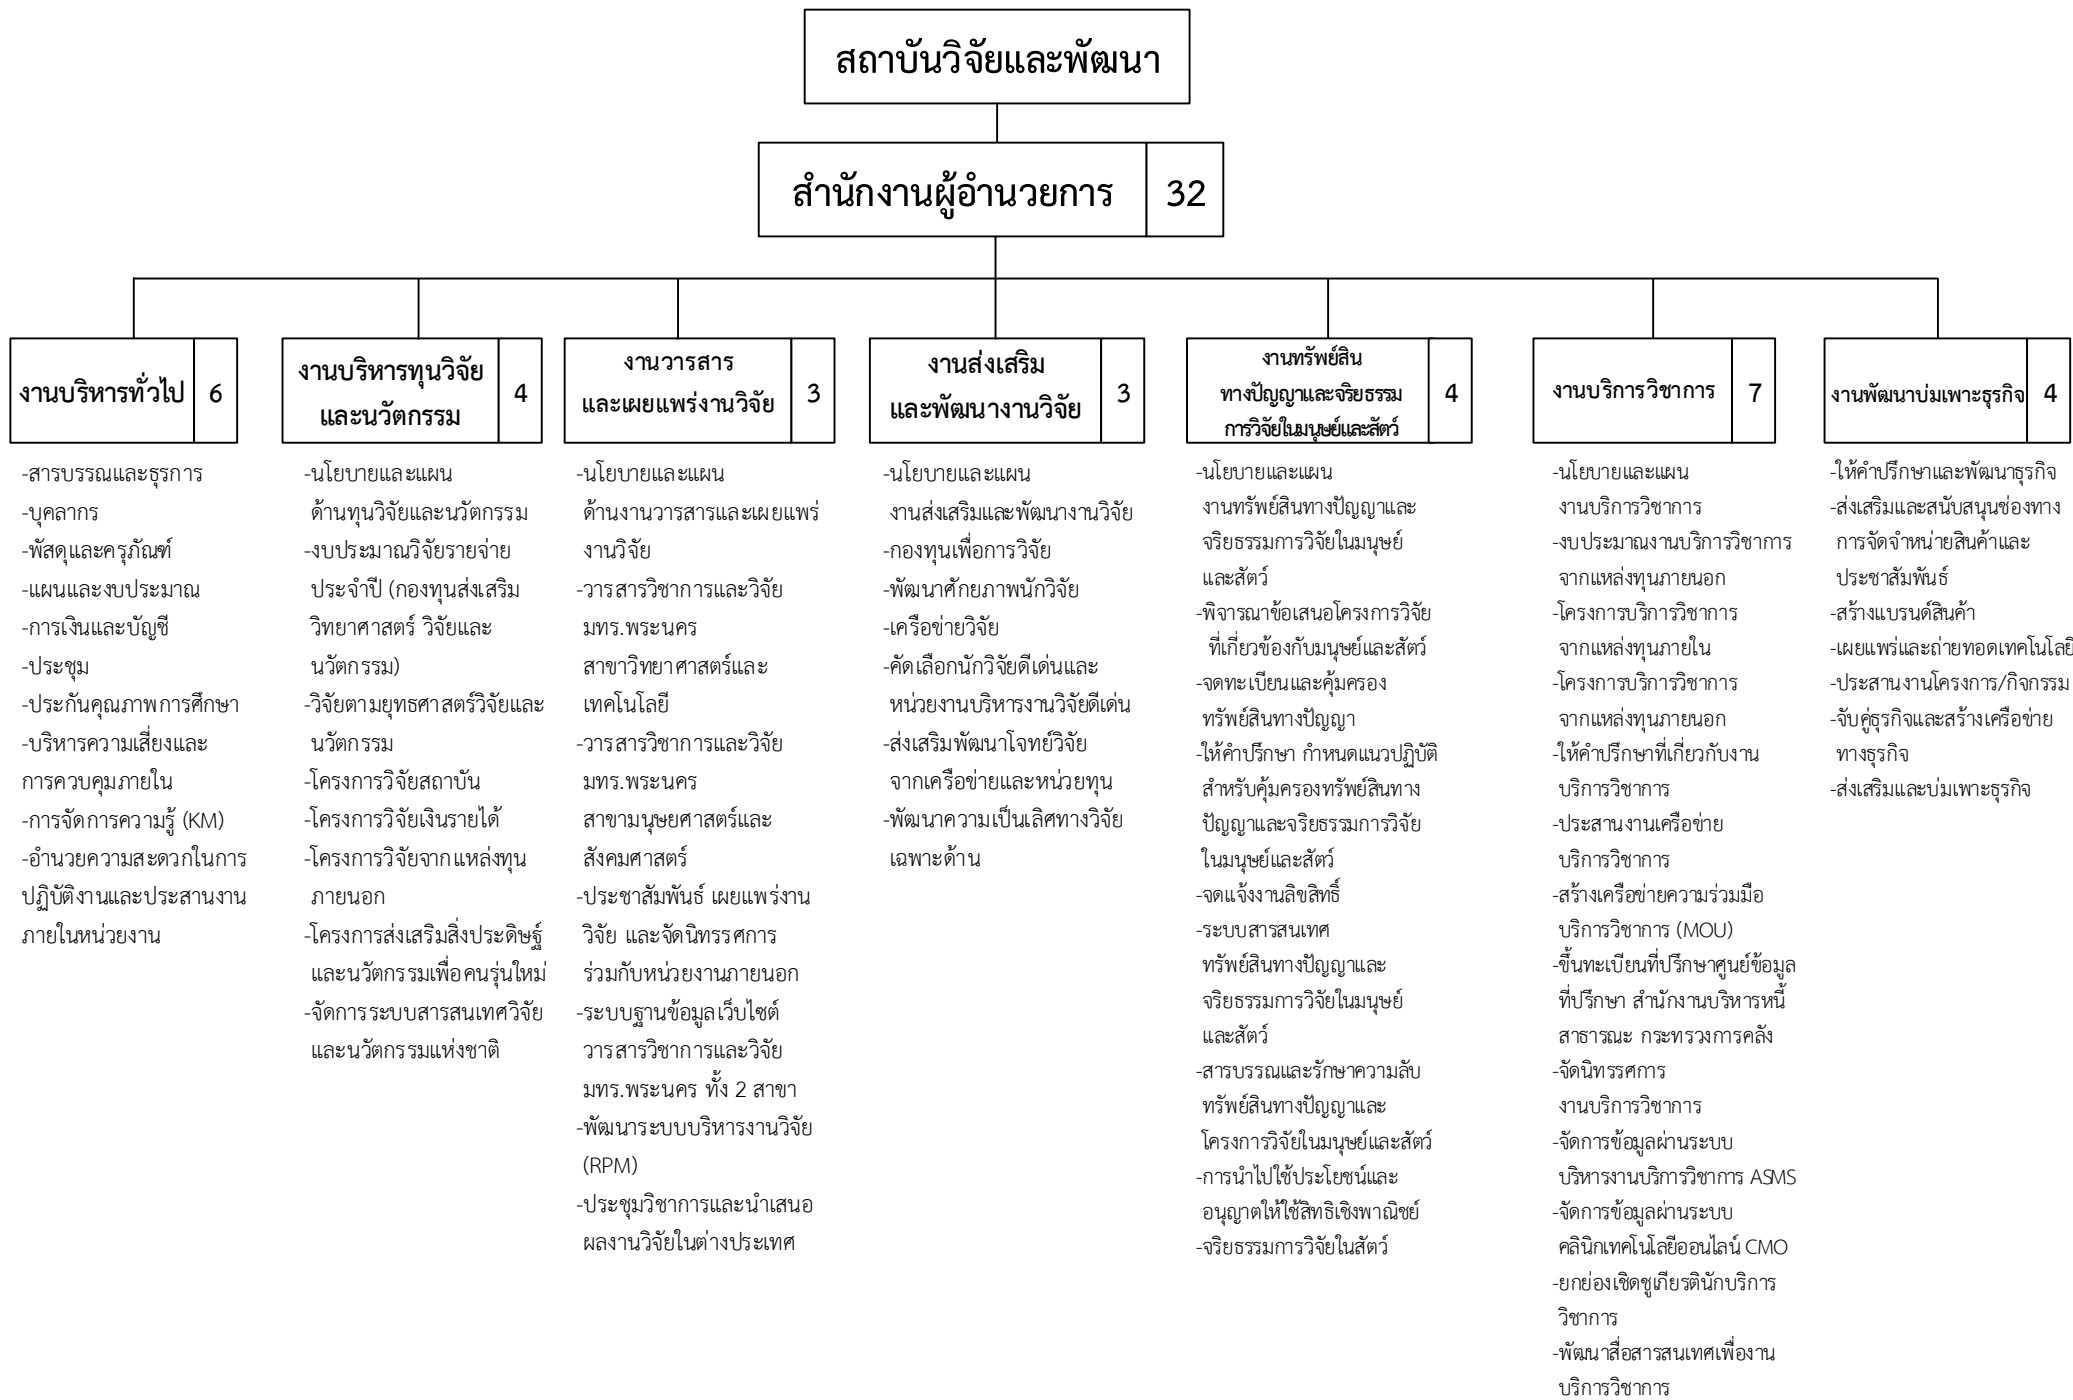 สถาบันวิจัยและพัฒนา
สำนักงานผู้อำนวยการ 32
งานบริหารทั่วไป 6
-สารบรรณและธุรการ
-บุคลากร
-พัสดุและครุภัณฑ์
-แผนและงบประมาณ
-การเงินและบัญชี
-ประชุม
-ประกันคุณภาพการศึกษา
-บริหารความเสี่ยงและ
การควบคุมภายใน
-การจัดการความรู้ (KM)
-อำนวยความสะดวกในการ
ปฏิบัติงานและประสานงาน
ภายในหน่วยงาน
งานบริหารทุนวิจัย
และนวัตกรรม
4
-นโยบายและแผน
ด้านทุนวิจัยและนวัตกรรม
-งบประมาณวิจัยรายจ่าย
ประจำปี (กองทุนส่งเสริม
วิทยาศาสตร์ วิจัยและ
นวัตกรรม)
-วิจัยตามยุทธศาสตร์วิจัยและ
นวัตกรรม
-โครงการวิจัยสถาบัน
-โครงการวิจัยเงินรายได้
-โครงการวิจัยจากแหล่งทุน
ภายนอก
-โครงการส่งเสริมสิ่งประดิษฐ์
และนวัตกรรมเพื่อคนรุ่นใหม่
-จัดการระบบสารสนเทศวิจัย
และนวัตกรรมแห่งชาติ
งานวารสาร
และเผยแพร่งานวิจัย
3
-นโยบายและแผน
ด้านงานวารสารและเผยแพร่
งานวิจัย
-วารสารวิชาการและวิจัย
มทร.พระนคร
สาขาวิทยาศาสตร์และ
เทคโนโลยี
-วารสารวิชาการและวิจัย
มทร.พระนคร
สาขามนุษยศาสตร์และ
สังคมศาสตร์
-ประชาสัมพันธ์ เผยแพร่งาน
วิจัย และจัดนิทรรศการ
ร่วมกับหน่วยงานภายนอก
-ระบบฐานข้อมูลเว็บไซต์
วารสารวิชาการและวิจัย
มทร.พระนคร ทั้ง 2 สาขา
-พัฒนาระบบบริหารงานวิจัย
(RPM)
-ประชุมวิชาการและนำเสนอ
ผลงานวิจัยในต่างประเทศ
งานส่งเสริม
และพัฒนางานวิจัย
3
-นโยบายและแผน
งานส่งเสริมและพัฒนางานวิจัย
-กองทุนเพื่อการวิจัย
-พัฒนาศักยภาพนักวิจัย
-เครือข่ายวิจัย
-คัดเลือกนักวิจัยดีเด่นและ
หน่วยงานบริหารงานวิจัยดีเด่น
-ส่งเสริมพัฒนาโจทย์วิจัย
จากเครือข่ายและหน่วยทุน
-พัฒนาความเป็นเลิศทางวิจัย
เฉพาะด้าน
งานทรัพย์สิน
ทางปัญญาและจริยธรรม
การวิจัยในมนุษย์และสัตว์
4
-นโยบายและแผน
งานทรัพย์สินทางปัญญาและ
จริยธรรมการวิจัยในมนุษย์
และสัตว์
-พิจารณาข้อเสนอโครงการวิจัย
ที่เกี่ยวข้องกับมนุษย์และสัตว์
-จดทะเบียนและคุ้มครอง
ทรัพย์สินทางปัญญา
-ให้คำปรึกษา กำหนดแนวปฏิบัติ
สำหรับคุ้มครองทรัพย์สินทาง
ปัญญาและจริยธรรมการวิจัย
ในมนุษย์และสัตว์
-จดแจ้งงานลิขสิทธิ์
-ระบบสารสนเทศ
ทรัพย์สินทางปัญญาและ
จริยธรรมการวิจัยในมนุษย์
และสัตว์
-สารบรรณและรักษาความลับ
ทรัพย์สินทางปัญญาและ
โครงการวิจัยในมนุษย์และสัตว์
-การนำไปใช้ประโยชน์และ
อนุญาตให้ใช้สิทธิเชิงพาณิชย์
-จริยธรรมการวิจัยในสัตว์
งานบริการวิชาการ 7
-นโยบายและแผน
งานบริการวิชาการ
-งบประมาณงานบริการวิชาการ
จากแหล่งทุนภายนอก
-โครงการบริการวิชาการ
จากแหล่งทุนภายใน
-โครงการบริการวิชาการ
จากแหล่งทุนภายนอก
-ให้คำปรึกษาที่เกี่ยวกับงาน
บริการวิชาการ
-ประสานงานเครือข่าย
บริการวิชาการ
-สร้างเครือข่ายความร่วมมือ
บริการวิชาการ (MOU)
-ขึ้นทะเบียนที่ปรึกษาศูนย์ข้อมูล
ที่ปรึกษา สำนักงานบริหารหนี้
สาธารณะ กระทรวงการคลัง
-จัดนิทรรศการ
งานบริการวิชาการ
-จัดการข้อมูลผ่านระบบ
บริหารงานบริการวิชาการ ASMS
-จัดการข้อมูลผ่านระบบ
คลินิกเทคโนโลยีออนไลน์ CMO
-ยกย่องเชิดชูเกียรตินักบริการ
วิชาการ
-พัฒนาสื่อสารสนเทศเพื่องาน
บริการวิชาการ
งานพัฒนาบ่มเพาะธุรกิจ 4
-ให้คำปรึกษาและพัฒนาธุรกิจ
-ส่งเสริมและสนับสนุนช่องทาง
การจัดจำหน่ายสินค้าและ
ประชาสัมพันธ์
-สร้างแบรนด์สินค้า
-เผยแพร่และถ่ายทอดเทคโนโลยี
-ประสานงานโครงการ/กิจกรรม
-จับคู่ธุรกิจและสร้างเครือข่าย
ทางธุรกิจ
-ส่งเสริมและบ่มเพาะธุรกิจ